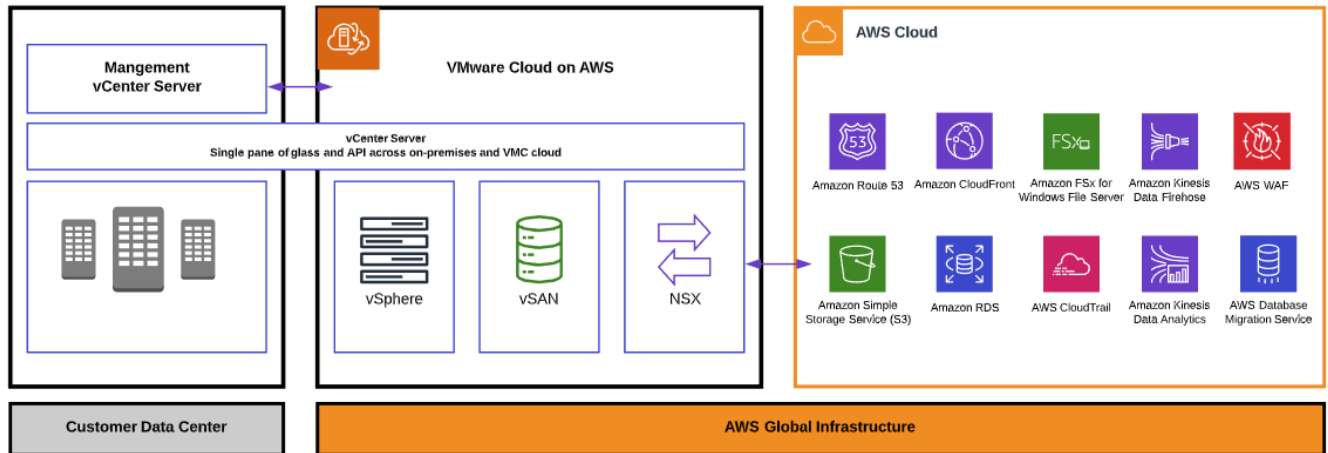 Mangement
vCenter Server
VMware Cloud on AWS
AWS Cloud
vCenter Server
Single pane of glass and API across on-premises and VMC cloud
53
FSx
Amazon Route 53
Amazon CloudFront
Amazon FSx for
Windows File Server
Amazon Kinesis
Data Firehose
AWS WAF
vSphere
vSAN
NSX
Amazon Simple
Storage Service (S3)
Amazon RDS
AWS CloudTrail
Amazon Kinesis
Data Analytics
AWS Database
Migration Service
Customer Data Center
AWS Global Infrastructure